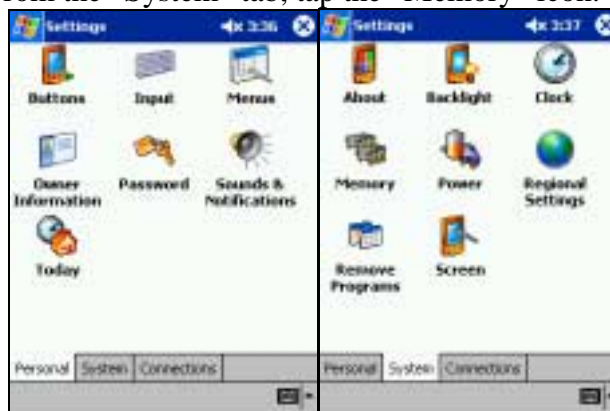 from the "System" tab, tap the "Memory" icon.
Settings 3:36
Buttons Input Menus
Owner Information Password Sounds & Notifications
Today
Personal System Connections
Settings 3:37
About Backlight Clock
Memory Power Regional Settings
Remove Programs Screen
Personal System Connections